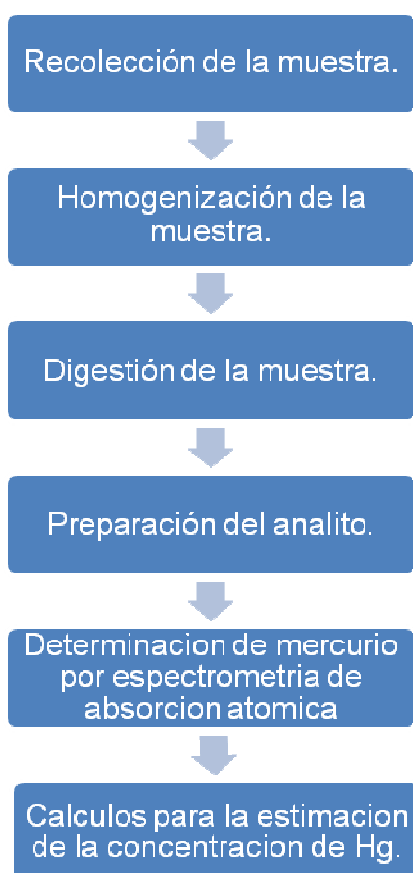 Recolección de la muestra.
Homogenización de la
muestra.
Digestión de la muestra.
Preparación del analito.
Determinacion de mercurio
por espectrometria de
absorcion atomica
Calculos para la estimacion
de la concentracion de Hg.